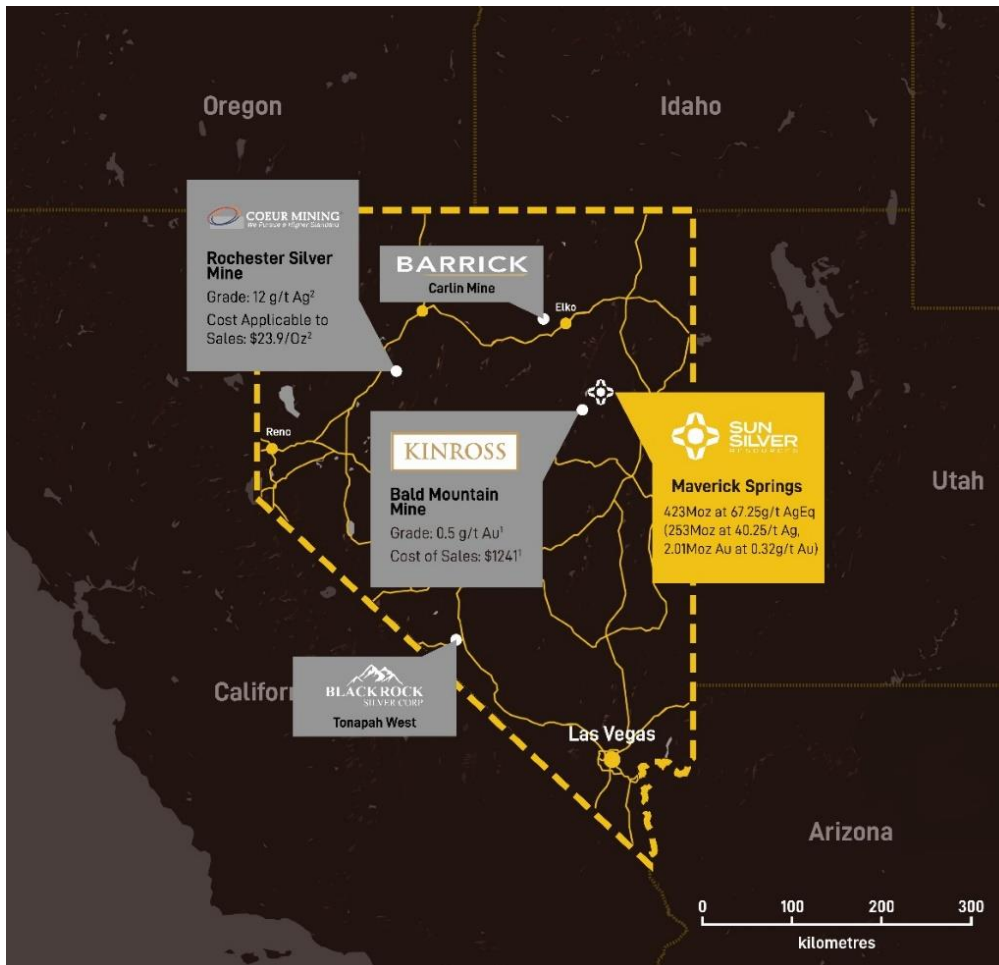 Oregon
Idaho
COEUR MINING
We Pursue a Higher Standard
Rochester Silver
Mine
Grade: 12 g/t Ag²
Cost Applicable to
Sales: $23.9/Oz²
BARRICK
Carlin Mine
Elko
Reno
KINROSS
Bald Mountain
Mine
Grade: 0.5 g/t Au¹
Cost of Sales: $1241¹
SUN
SILVER
RESOURCES
Maverick Springs
423Moz at 67.25g/t AgEq
(253Moz at 40.25/t Ag,
2.01Moz Au at 0.32g/t Au)
Utah
Califor
BLACKROCK
SILVER CORP
Tonapah West
Las Vegas
Arizona
0 100 200 300
kilometres